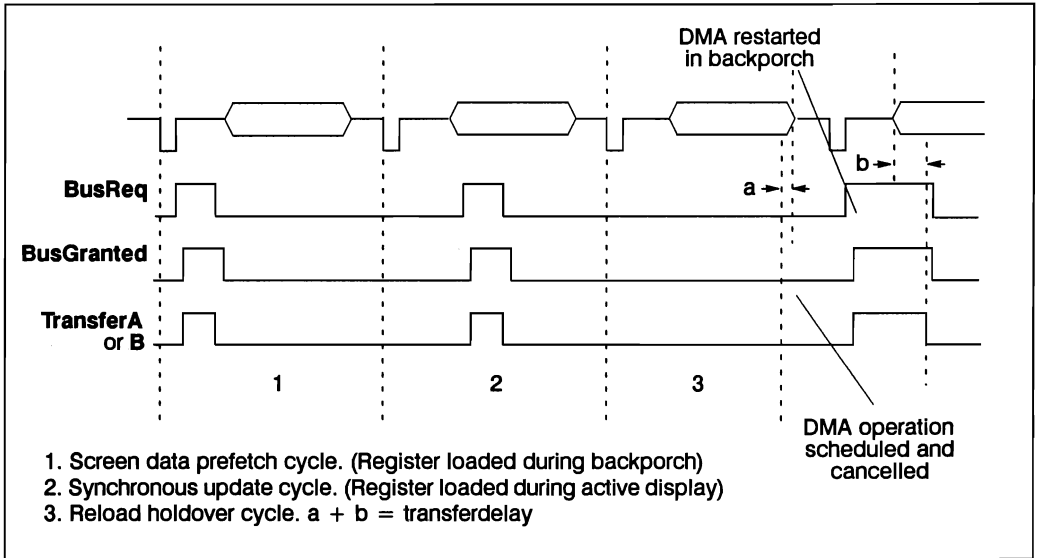 DMA restarted
in backporch
b
BusReq
a
BusGranted
TransferA
or B
1
2
3
DMA operation
scheduled and
cancelled
1. Screen data prefetch cycle. (Register loaded during backporch)
2. Synchronous update cycle. (Register loaded during active display)
3. Reload holdover cycle. a + b = transferdelay